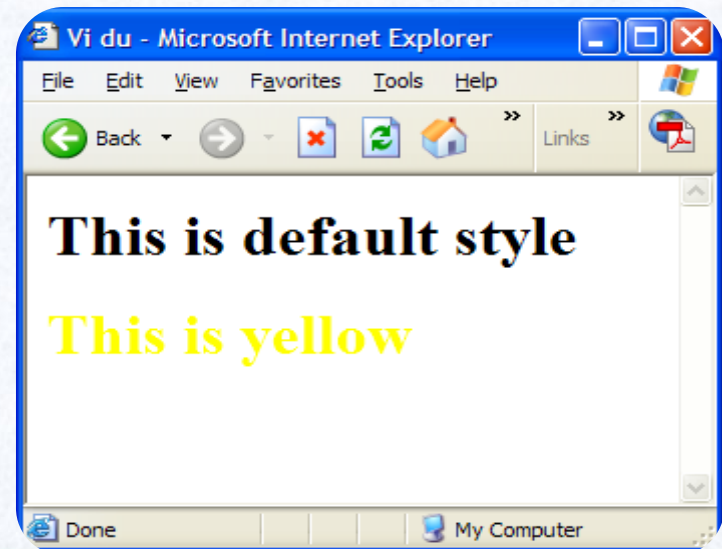 Vi du - Microsoft Internet Explorer
File Edit View Favorites Tools Help
Back » Links »
This is default style
This is yellow
Done My Computer